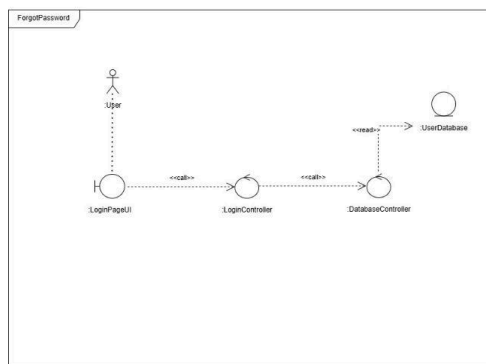 ForgotPassword
:User
<<read>>
:UserDatabase
<<call>>
<<call>>
:LoginPageUI
:LoginController
:DatabaseController